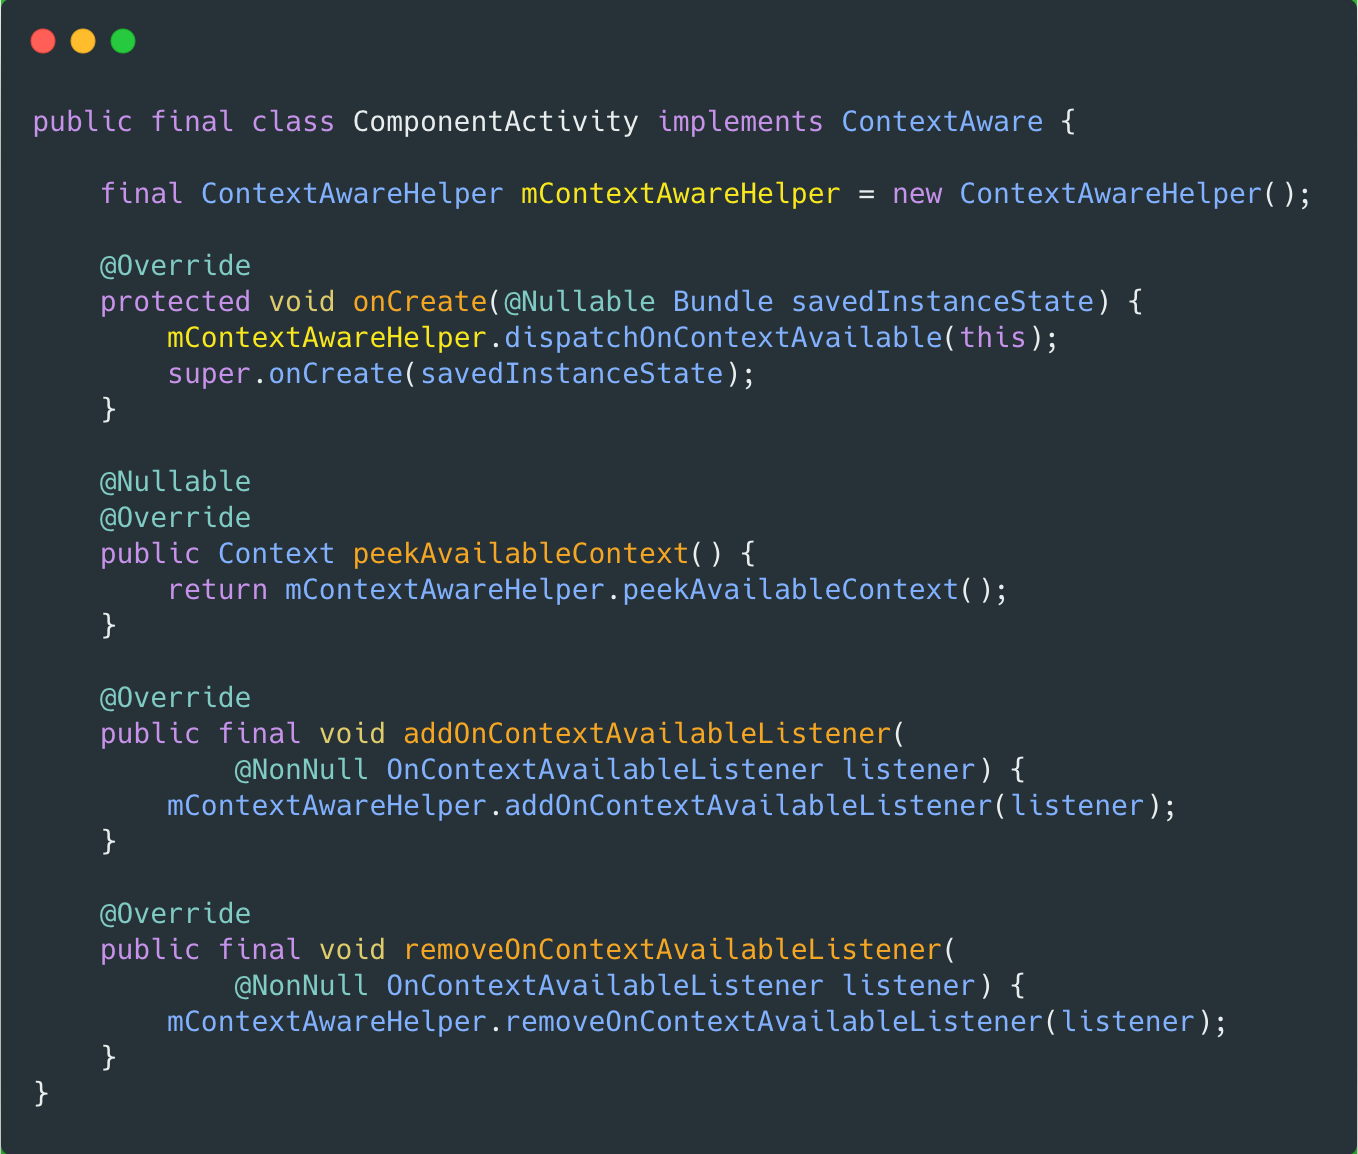 public final class ComponentActivity implements ContextAware {
final ContextAwareHelper mContextAwareHelper = new ContextAwareHelper();
@Override
protected void onCreate(@Nullable Bundle savedInstanceState) {
mContextAwareHelper.dispatchOnContextAvailable(this);
super.onCreate(savedInstanceState);
}
@Nullable
@Override
public Context peekAvailableContext() {
return mContextAwareHelper.peekAvailableContext();
}
@Override
public final void addOnContextAvailableListener(
@NonNull OnContextAvailableListener listener) {
mContextAwareHelper.addOnContextAvailableListener(listener);
}
@Override
public final void removeOnContextAvailableListener(
@NonNull OnContextAvailableListener listener) {
mContextAwareHelper.removeOnContextAvailableListener(listener);
}
}